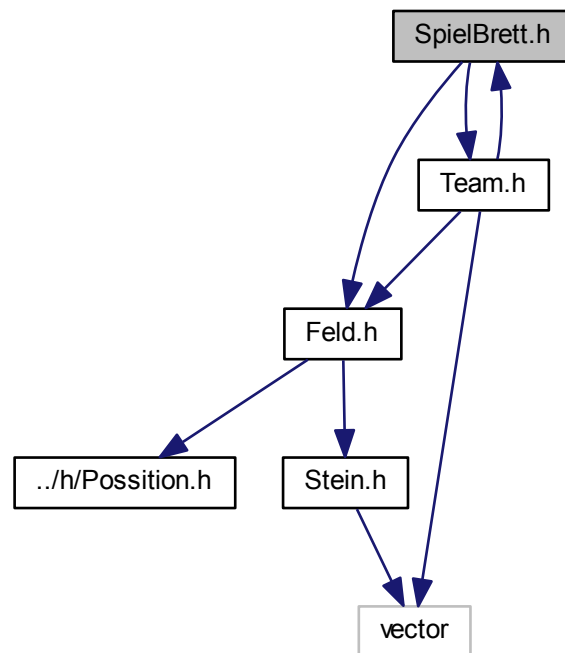 SpielBrett.h
Team.h
Feld.h
../h/Possition.h
Stein.h
vector